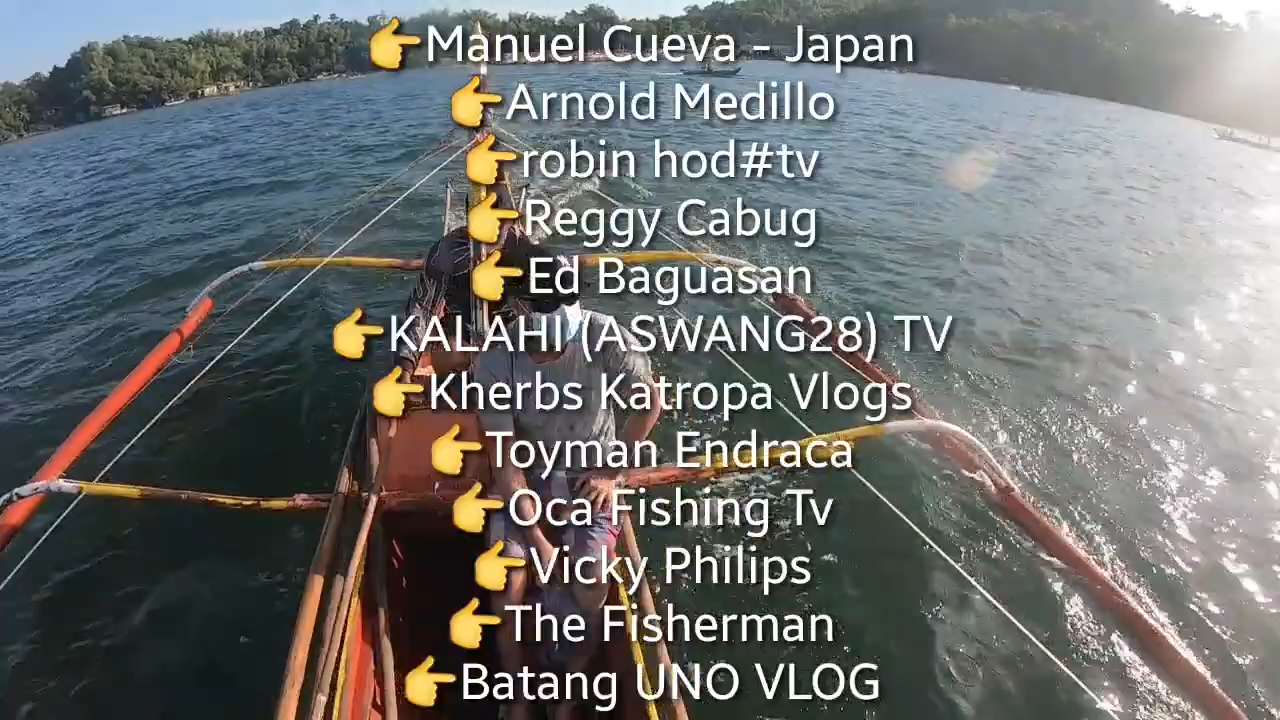 👉Manuel Cueva - Japan
👉Arnold Medillo
👉robin hod#tv
👉Reggy Cabug
👉Ed Baguasan
👉KALAHI (ASWANG28) TV
👉Kherbs Katropa Vlogs
👉Toyman Endraca
👉Oca Fishing Tv
👉Vicky Philips
👉The Fisherman
👉Batang UNO VLOG